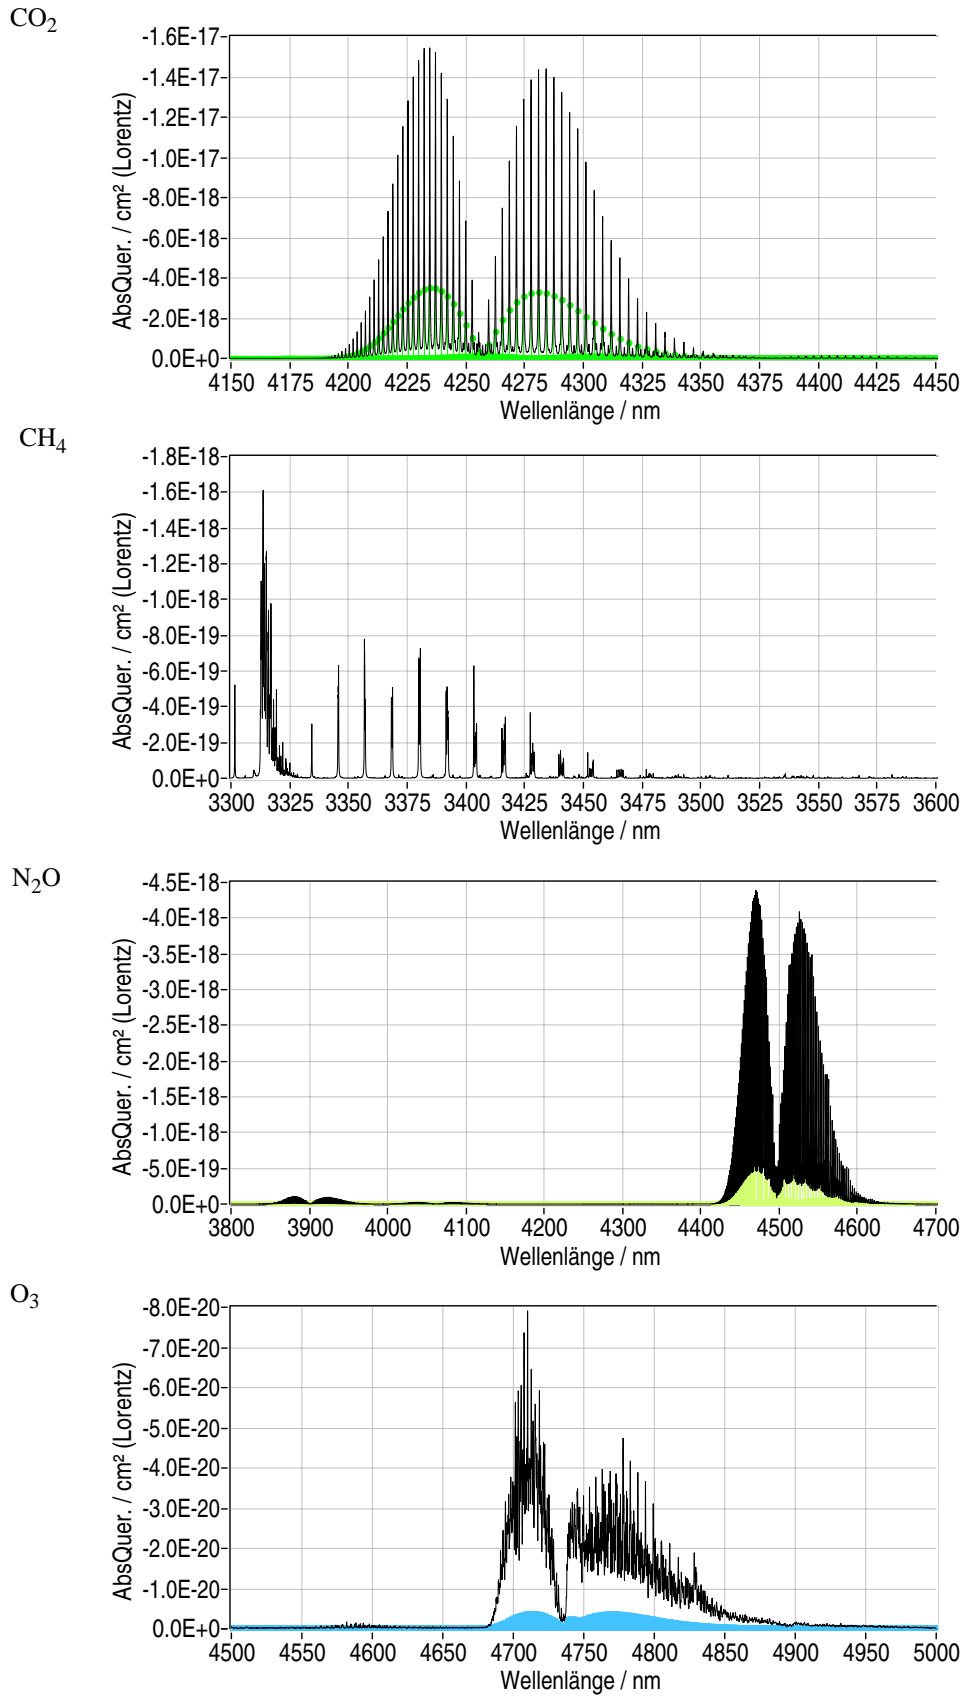 CO2
AbsQuer. / cm² (Lorentz)
-1.6E-17
-1.4E-17
-1.2E-17
-1.0E-17
-8.0E-18
-6.0E-18
-4.0E-18
-2.0E-18
0.0E+0
4150 4175 4200 4225 4250 4275 4300 4325 4350 4375 4400 4425 4450
Wellenlänge / nm
CH4
AbsQuer. / cm² (Lorentz)
-1.8E-18
-1.6E-18
-1.4E-18
-1.2E-18
-1.0E-18
-8.0E-19
-6.0E-19
-4.0E-19
-2.0E-19
0.0E+0
3300 3325 3350 3375 3400 3425 3450 3475 3500 3525 3550 3575 3600
Wellenlänge / nm
N2O
AbsQuer. / cm² (Lorentz)
-4.5E-18
-4.0E-18
-3.5E-18
-3.0E-18
-2.5E-18
-2.0E-18
-1.5E-18
-1.0E-18
-5.0E-19
0.0E+0
3800 3900 4000 4100 4200 4300 4400 4500 4600 4700
Wellenlänge / nm
O3
AbsQuer. / cm² (Lorentz)
-8.0E-20
-7.0E-20
-6.0E-20
-5.0E-20
-4.0E-20
-3.0E-20
-2.0E-20
-1.0E-20
0.0E+0
4500 4550 4600 4650 4700 4750 4800 4850 4900 4950 5000
Wellenlänge / nm